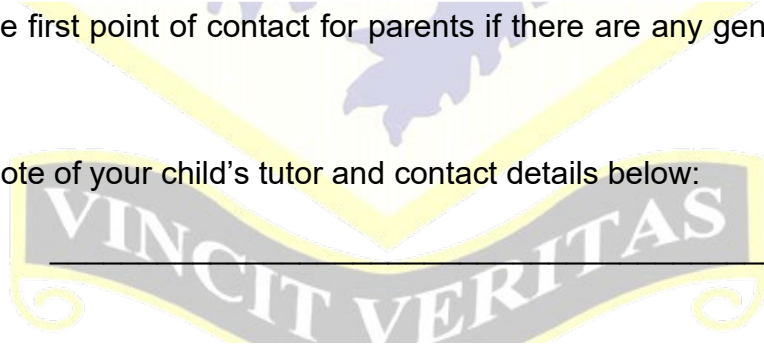 e first point of contact for parents if there are any gen
ote of your child’s tutor and contact details below:
VINCIT VERITAS